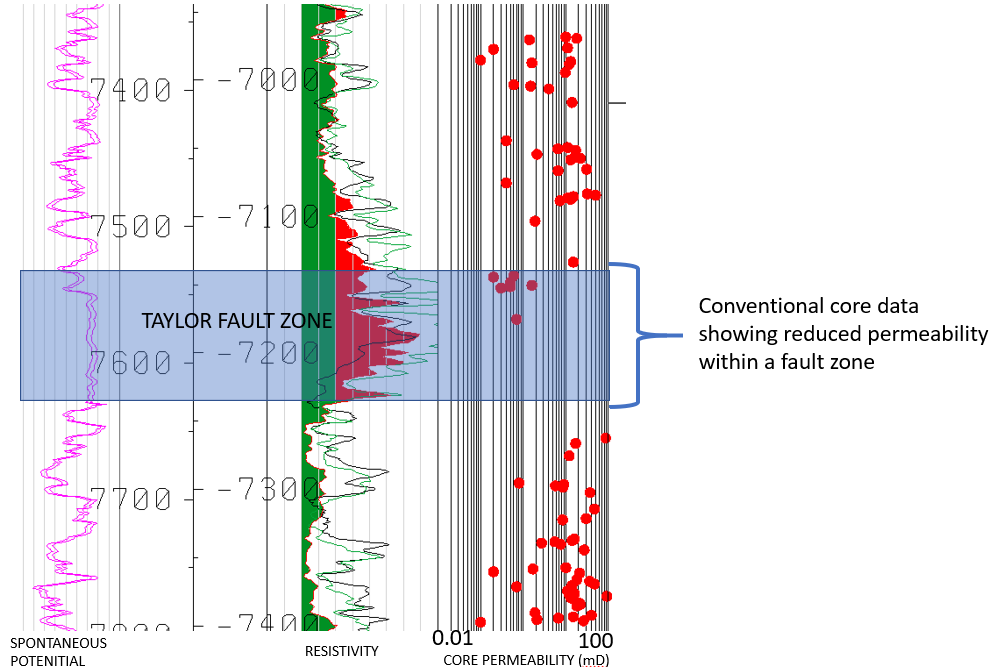 7400
-7000
7500
-7100
TAYLOR FAULT ZONE
7600
-7200
Conventional core data
showing reduced permeability
within a fault zone
7700
-7300
-7400
SPONTANEOUS
POTENTIAL
RESISTIVITY
0.01
100
CORE PERMEABILITY (mD)